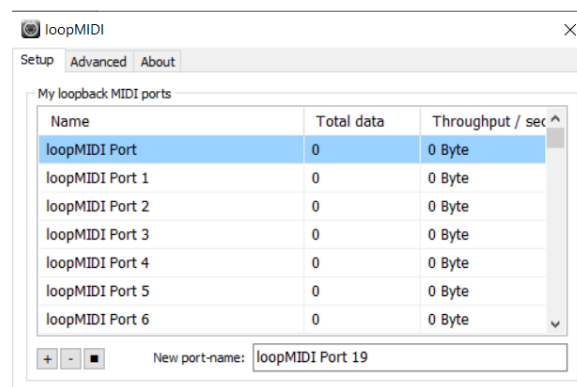 loopMIDI
Setup Advanced About
My loopback MIDI ports
Name Total data Throughput / sec
loopMIDI Port 0 0 Byte
loopMIDI Port 1 0 0 Byte
loopMIDI Port 2 0 0 Byte
loopMIDI Port 3 0 0 Byte
loopMIDI Port 4 0 0 Byte
loopMIDI Port 5 0 0 Byte
loopMIDI Port 6 0 0 Byte
+ - ■ New port-name: loopMIDI Port 19